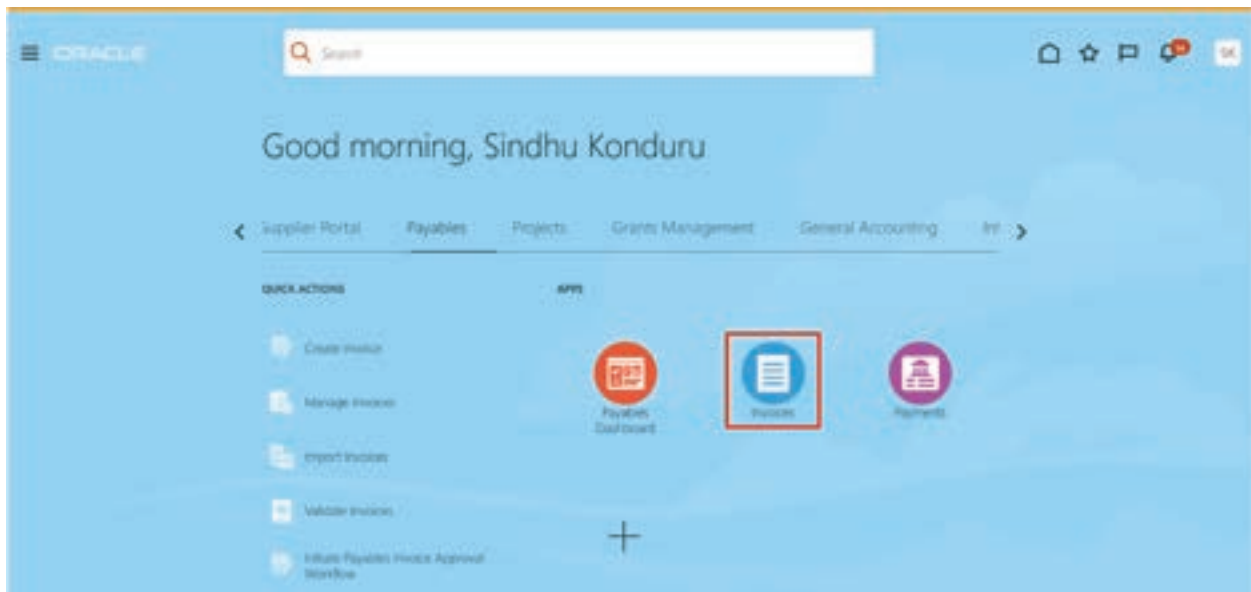 ORACLE
Search
SK
Good morning, Sindhu Konduru
Supplier Portal Payables Projects Grants Management General Accounting
QUICK ACTIONS
APPS
Create Invoice
Manage Invoices
Import Invoices
Validate Invoices
Initiate Payables Invoice Approval
Workflow
Payables
Dashboard
Invoices
Payments